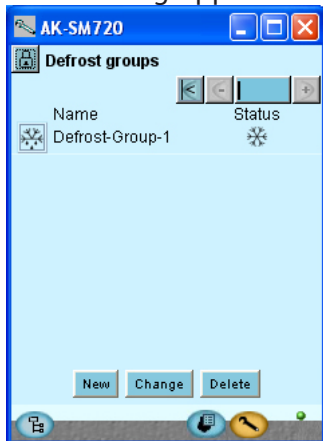 AK-SM720
Defrost groups
Name Status
Defrost-Group-1
New Change Delete